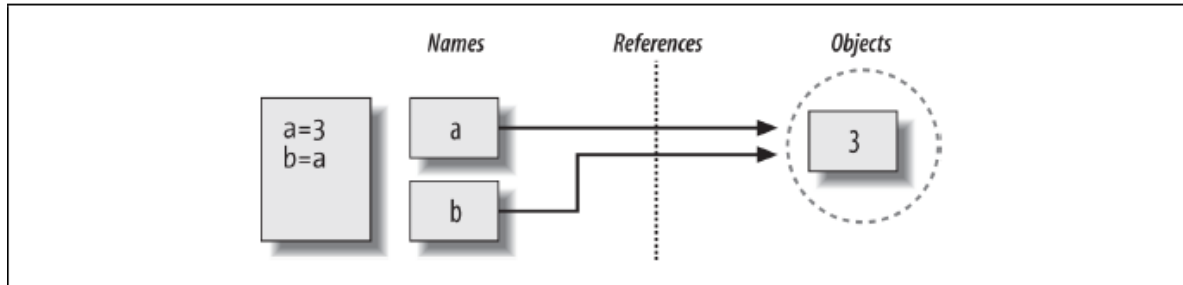 Names
References
Objects
a=3
b=a
a
b
3